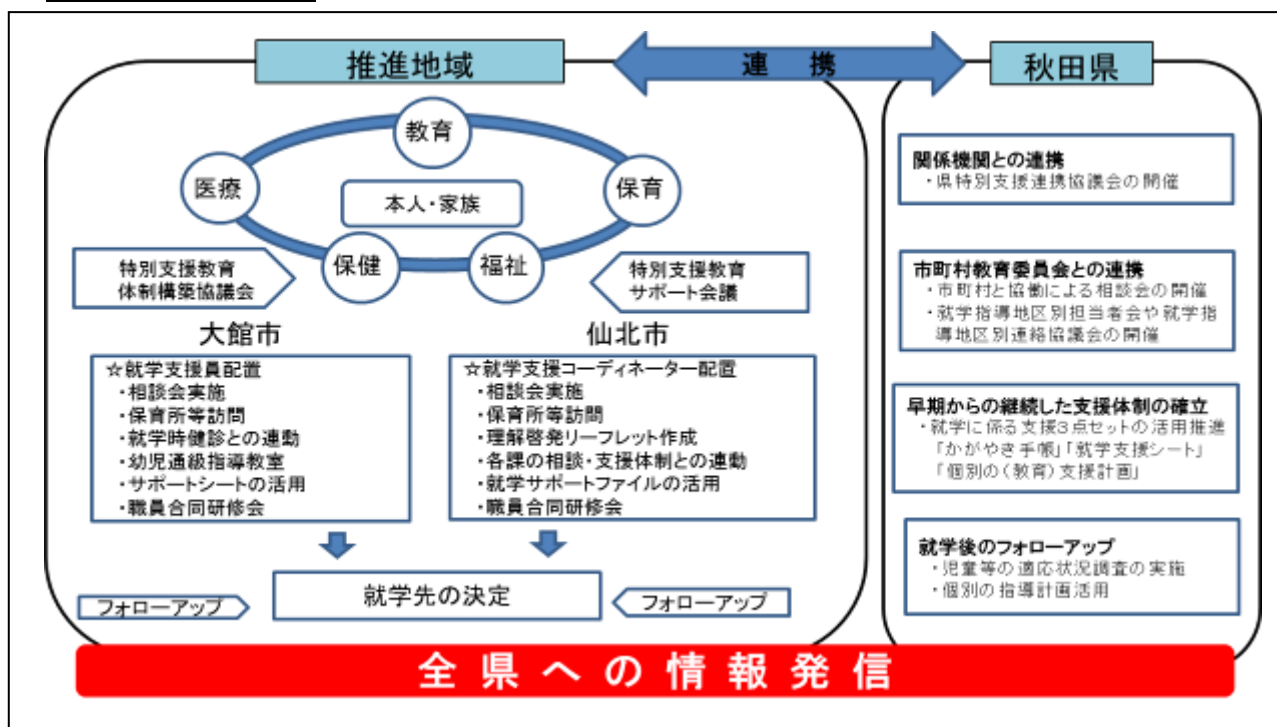 推進地域
連　携
秋田県
教育
医療
保育
本人・家族
保健
福祉
特別支援教育
体制構築協議会
特別支援教育
サポート会議
大館市
☆就学支援員配置
・相談会実施
・保育所等訪問
・就学時健診との連動
・幼児通級指導教室
・サポートシートの活用
・職員合同研修会
仙北市
☆就学支援コーディネーター配置
・相談会実施
・保育所等訪問
・理解啓発リーフレット作成
・各課の相談・支援体制との連動
・就学サポートファイルの活用
・職員合同研修会
就学先の決定
フォローアップ
フォローアップ
関係機関との連携
・県特別支援連携協議会の開催
市町村教育委員会との連携
・市町村と協働による相談会の開催
・就学指導地区別担当者会や就学指
導地区別連絡協議会の開催
早期からの継続した支援体制の確立
・就学に係る支援3点セットの活用推進
「かがやき手帳」「就学支援シート」
「個別の(教育)支援計画」
就学後のフォローアップ
・児童等の適応状況調査の実施
・個別の指導計画活用
全県への情報発信